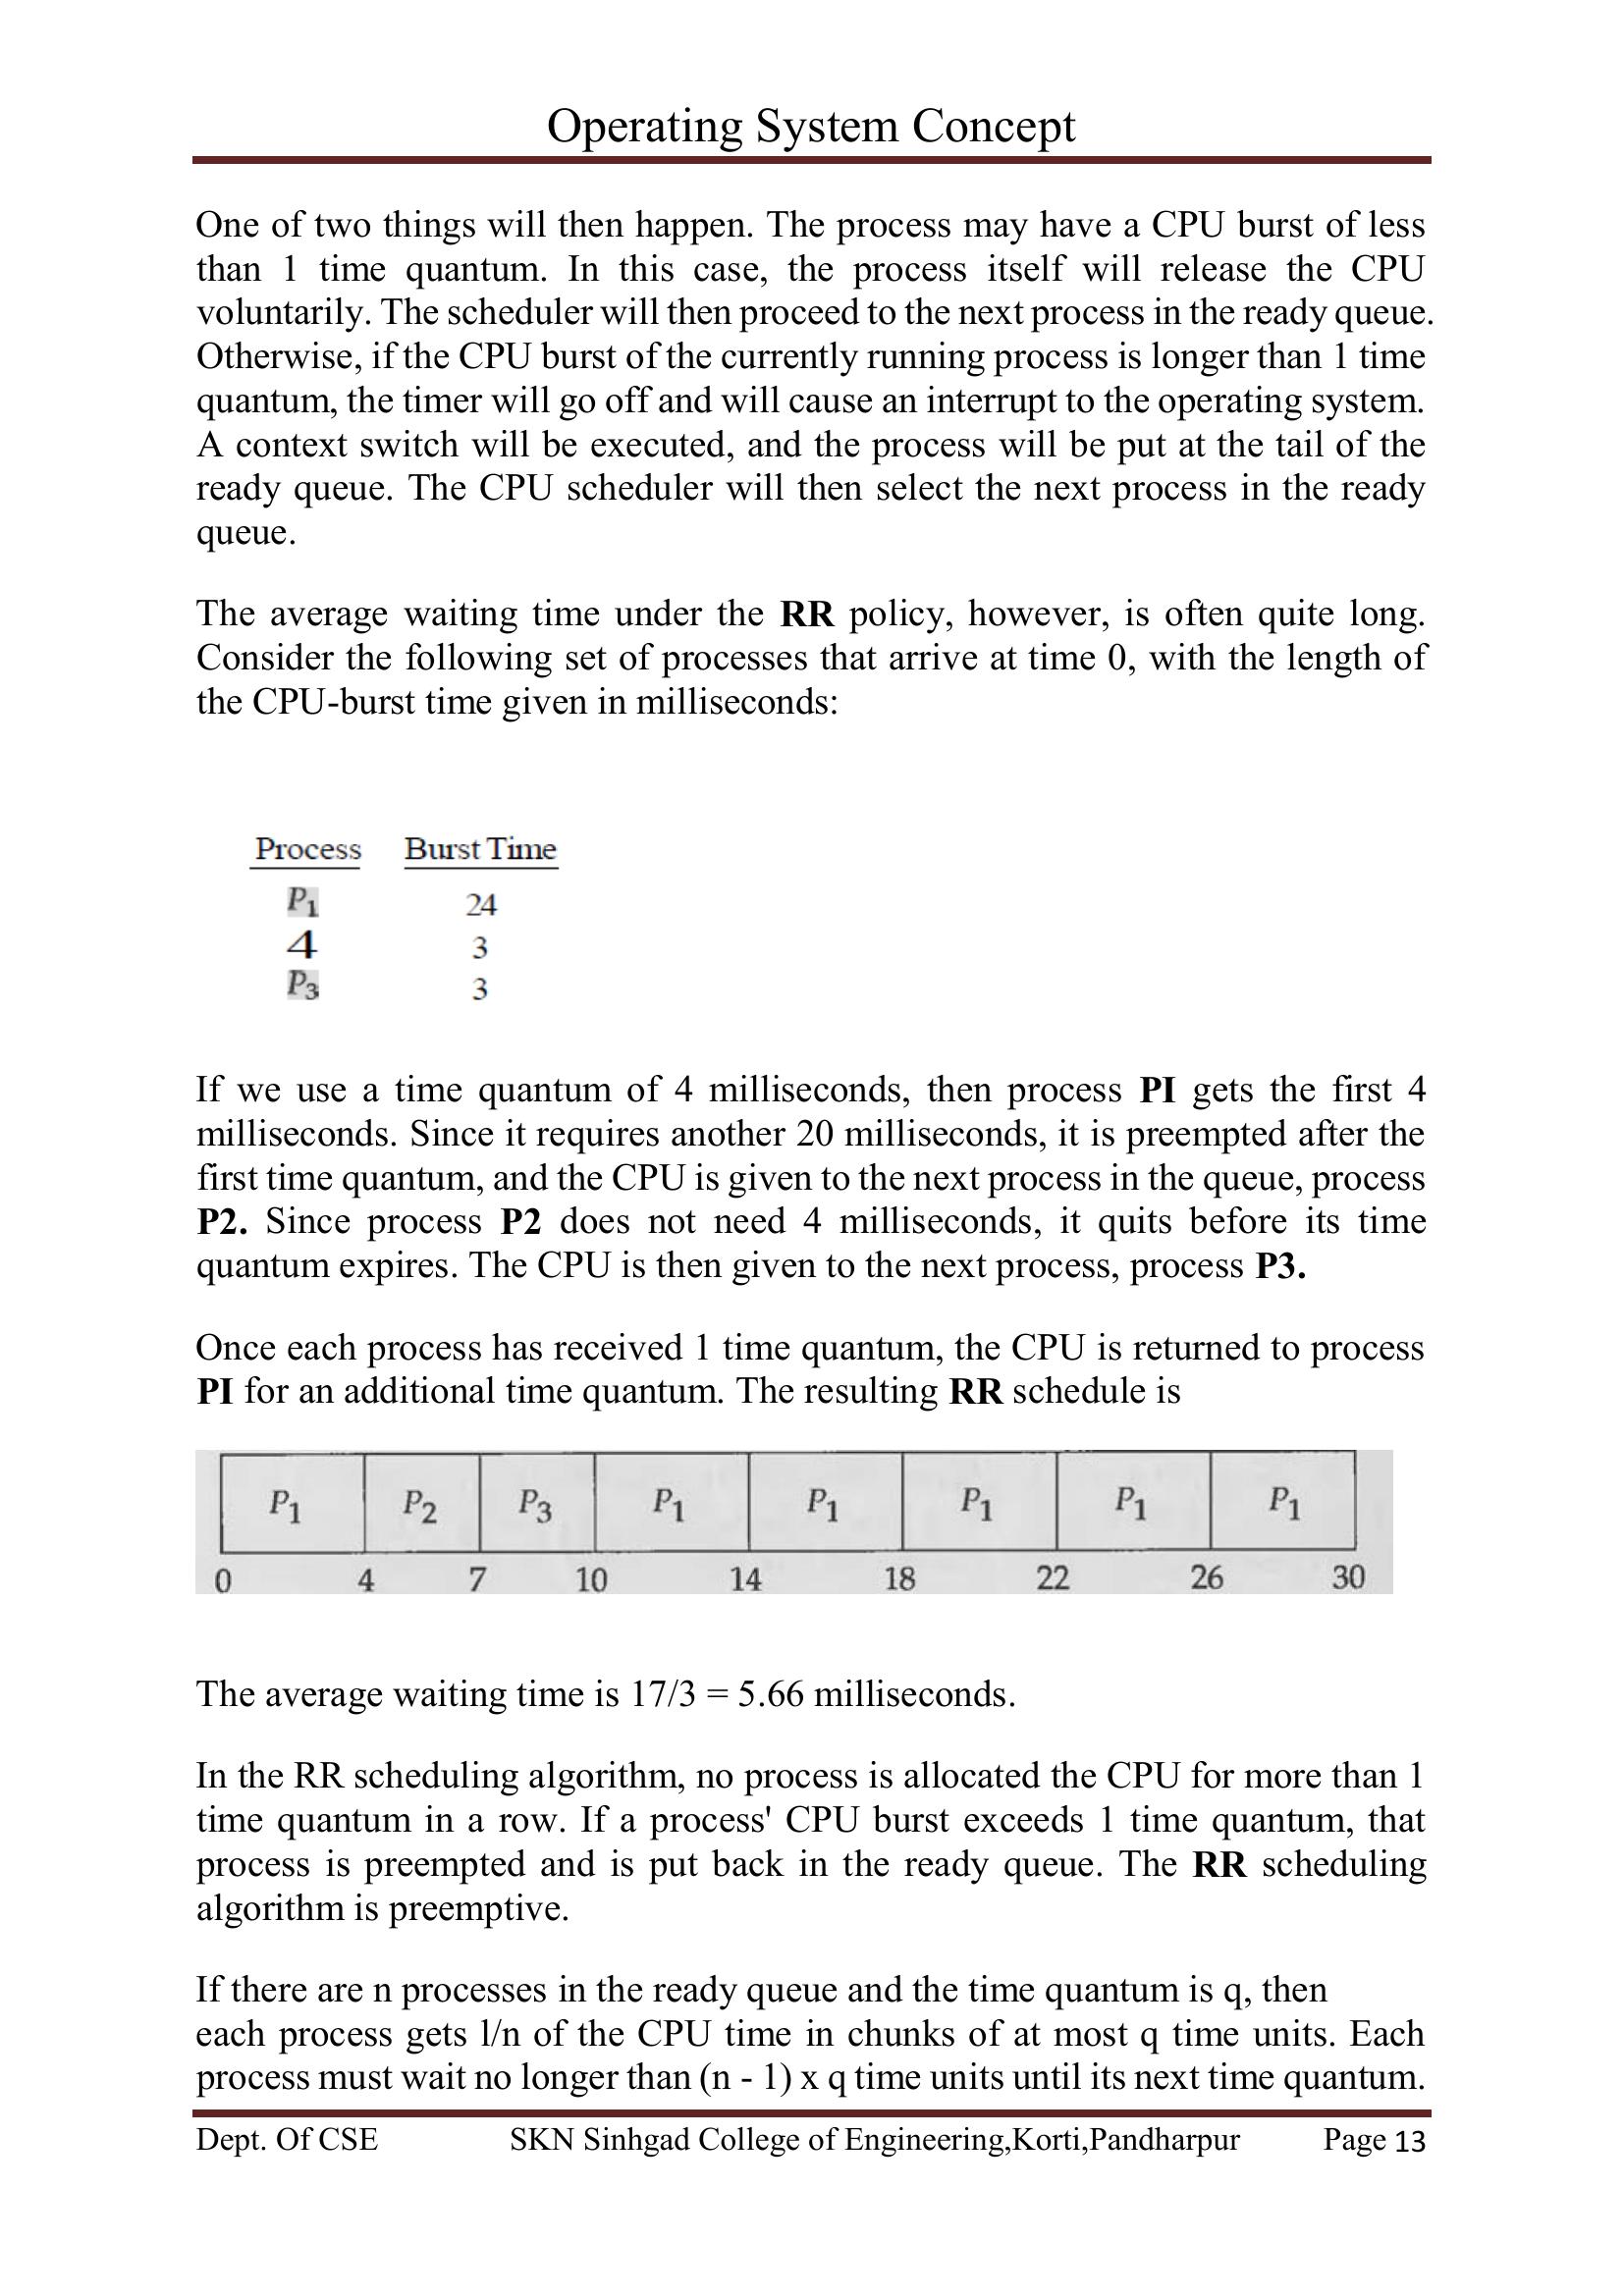 Operating System Concept
One of two things will then happen. The process may have a CPU burst of less
than 1 time quantum. In this case, the process itself will release the CPU
voluntarily. The scheduler will then proceed to the next process in the ready queue.
Otherwise, if the CPU burst of the currently running process is longer than 1 time
quantum, the timer will go off and will cause an interrupt to the operating system.
A context switch will be executed, and the process will be put at the tail of the
ready queue. The CPU scheduler will then select the next process in the ready
queue.
The average waiting time under the RR policy, however, is often quite long.
Consider the following set of processes that arrive at time 0, with the length of
the CPU-burst time given in milliseconds:
Process Burst Time
P1 24
4 3
P3 3
If we use a time quantum of 4 milliseconds, then process PI gets the first 4
milliseconds. Since it requires another 20 milliseconds, it is preempted after the
first time quantum, and the CPU is given to the next process in the queue, process
P2. Since process P2 does not need 4 milliseconds, it quits before its time
quantum expires. The CPU is then given to the next process, process P3.
Once each process has received 1 time quantum, the CPU is returned to process
PI for an additional time quantum. The resulting RR schedule is
P1 P2 P3 P1 P1 P1 P1 P1
0 4 7 10 14 18 22 26 30
The average waiting time is 17/3 = 5.66 milliseconds.
In the RR scheduling algorithm, no process is allocated the CPU for more than 1
time quantum in a row. If a process' CPU burst exceeds 1 time quantum, that
process is preempted and is put back in the ready queue. The RR scheduling
algorithm is preemptive.
If there are n processes in the ready queue and the time quantum is q, then
each process gets l/n of the CPU time in chunks of at most q time units. Each
process must wait no longer than (n - 1) x q time units until its next time quantum.
Dept. Of CSE SKN Sinhgad College of Engineering,Korti,Pandharpur Page 13